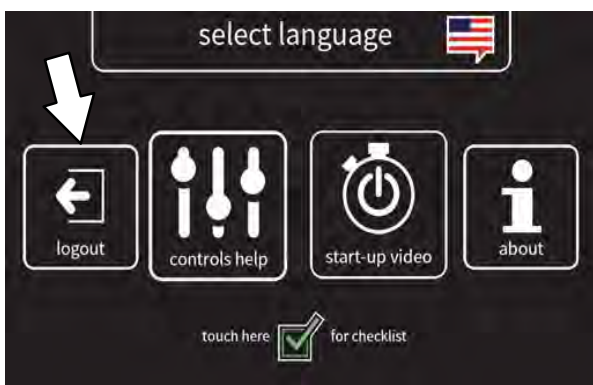 select language
logout
controls help
start-up video
about
touch here
for checklist